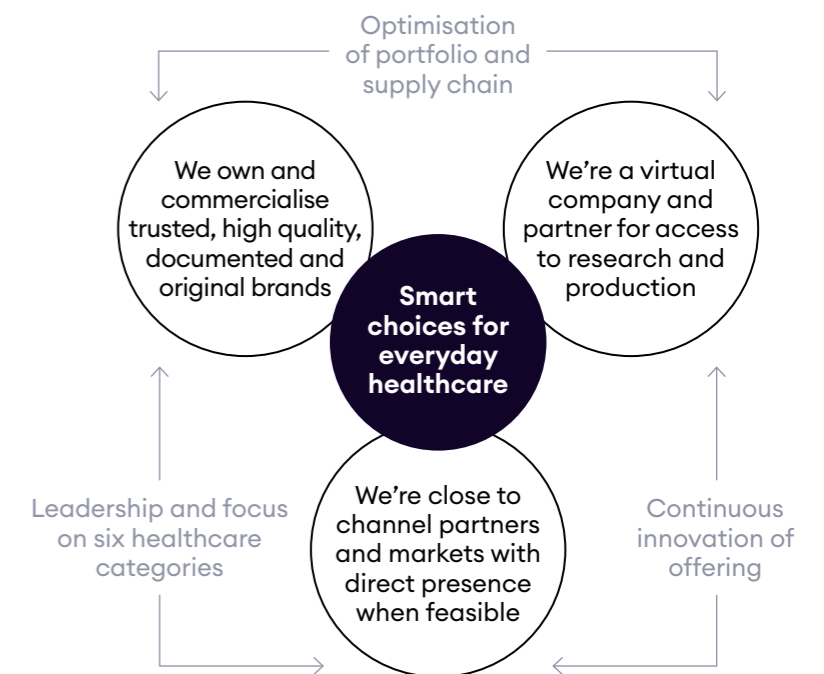 Optimisation
of portfolio and
supply chain
We own and
commercialise
trusted, high quality,
documented and
original brands
We’re a virtual
company and
partner for access
to research and
production
Smart
choices for
everyday
healthcare
Leadership and focus
on six healthcare
categories
We’re close to
channel partners
and markets with
direct presence
when feasible
Continuous
innovation of
offering